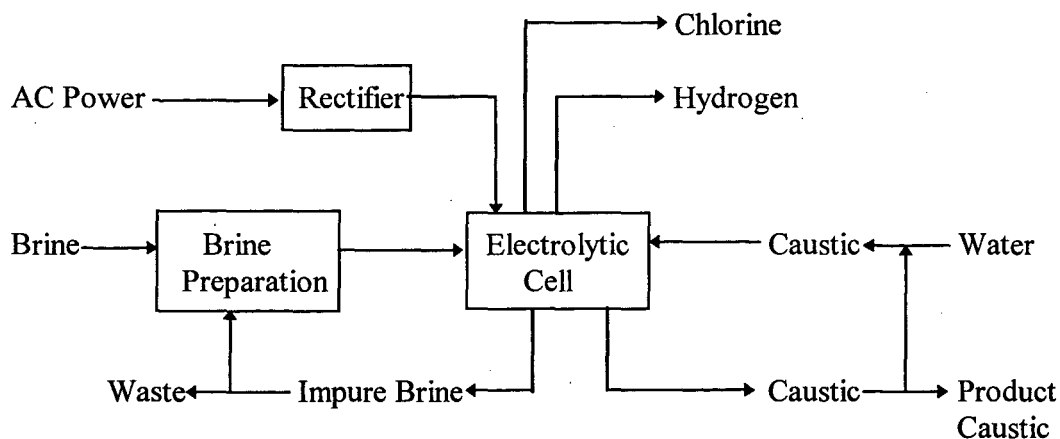 Chlorine
AC Power
Rectifier
Hydrogen
Brine
Brine
Preparation
Electrolytic
Cell
Caustic
Water
Waste
Impure Brine
Caustic
Product
Caustic